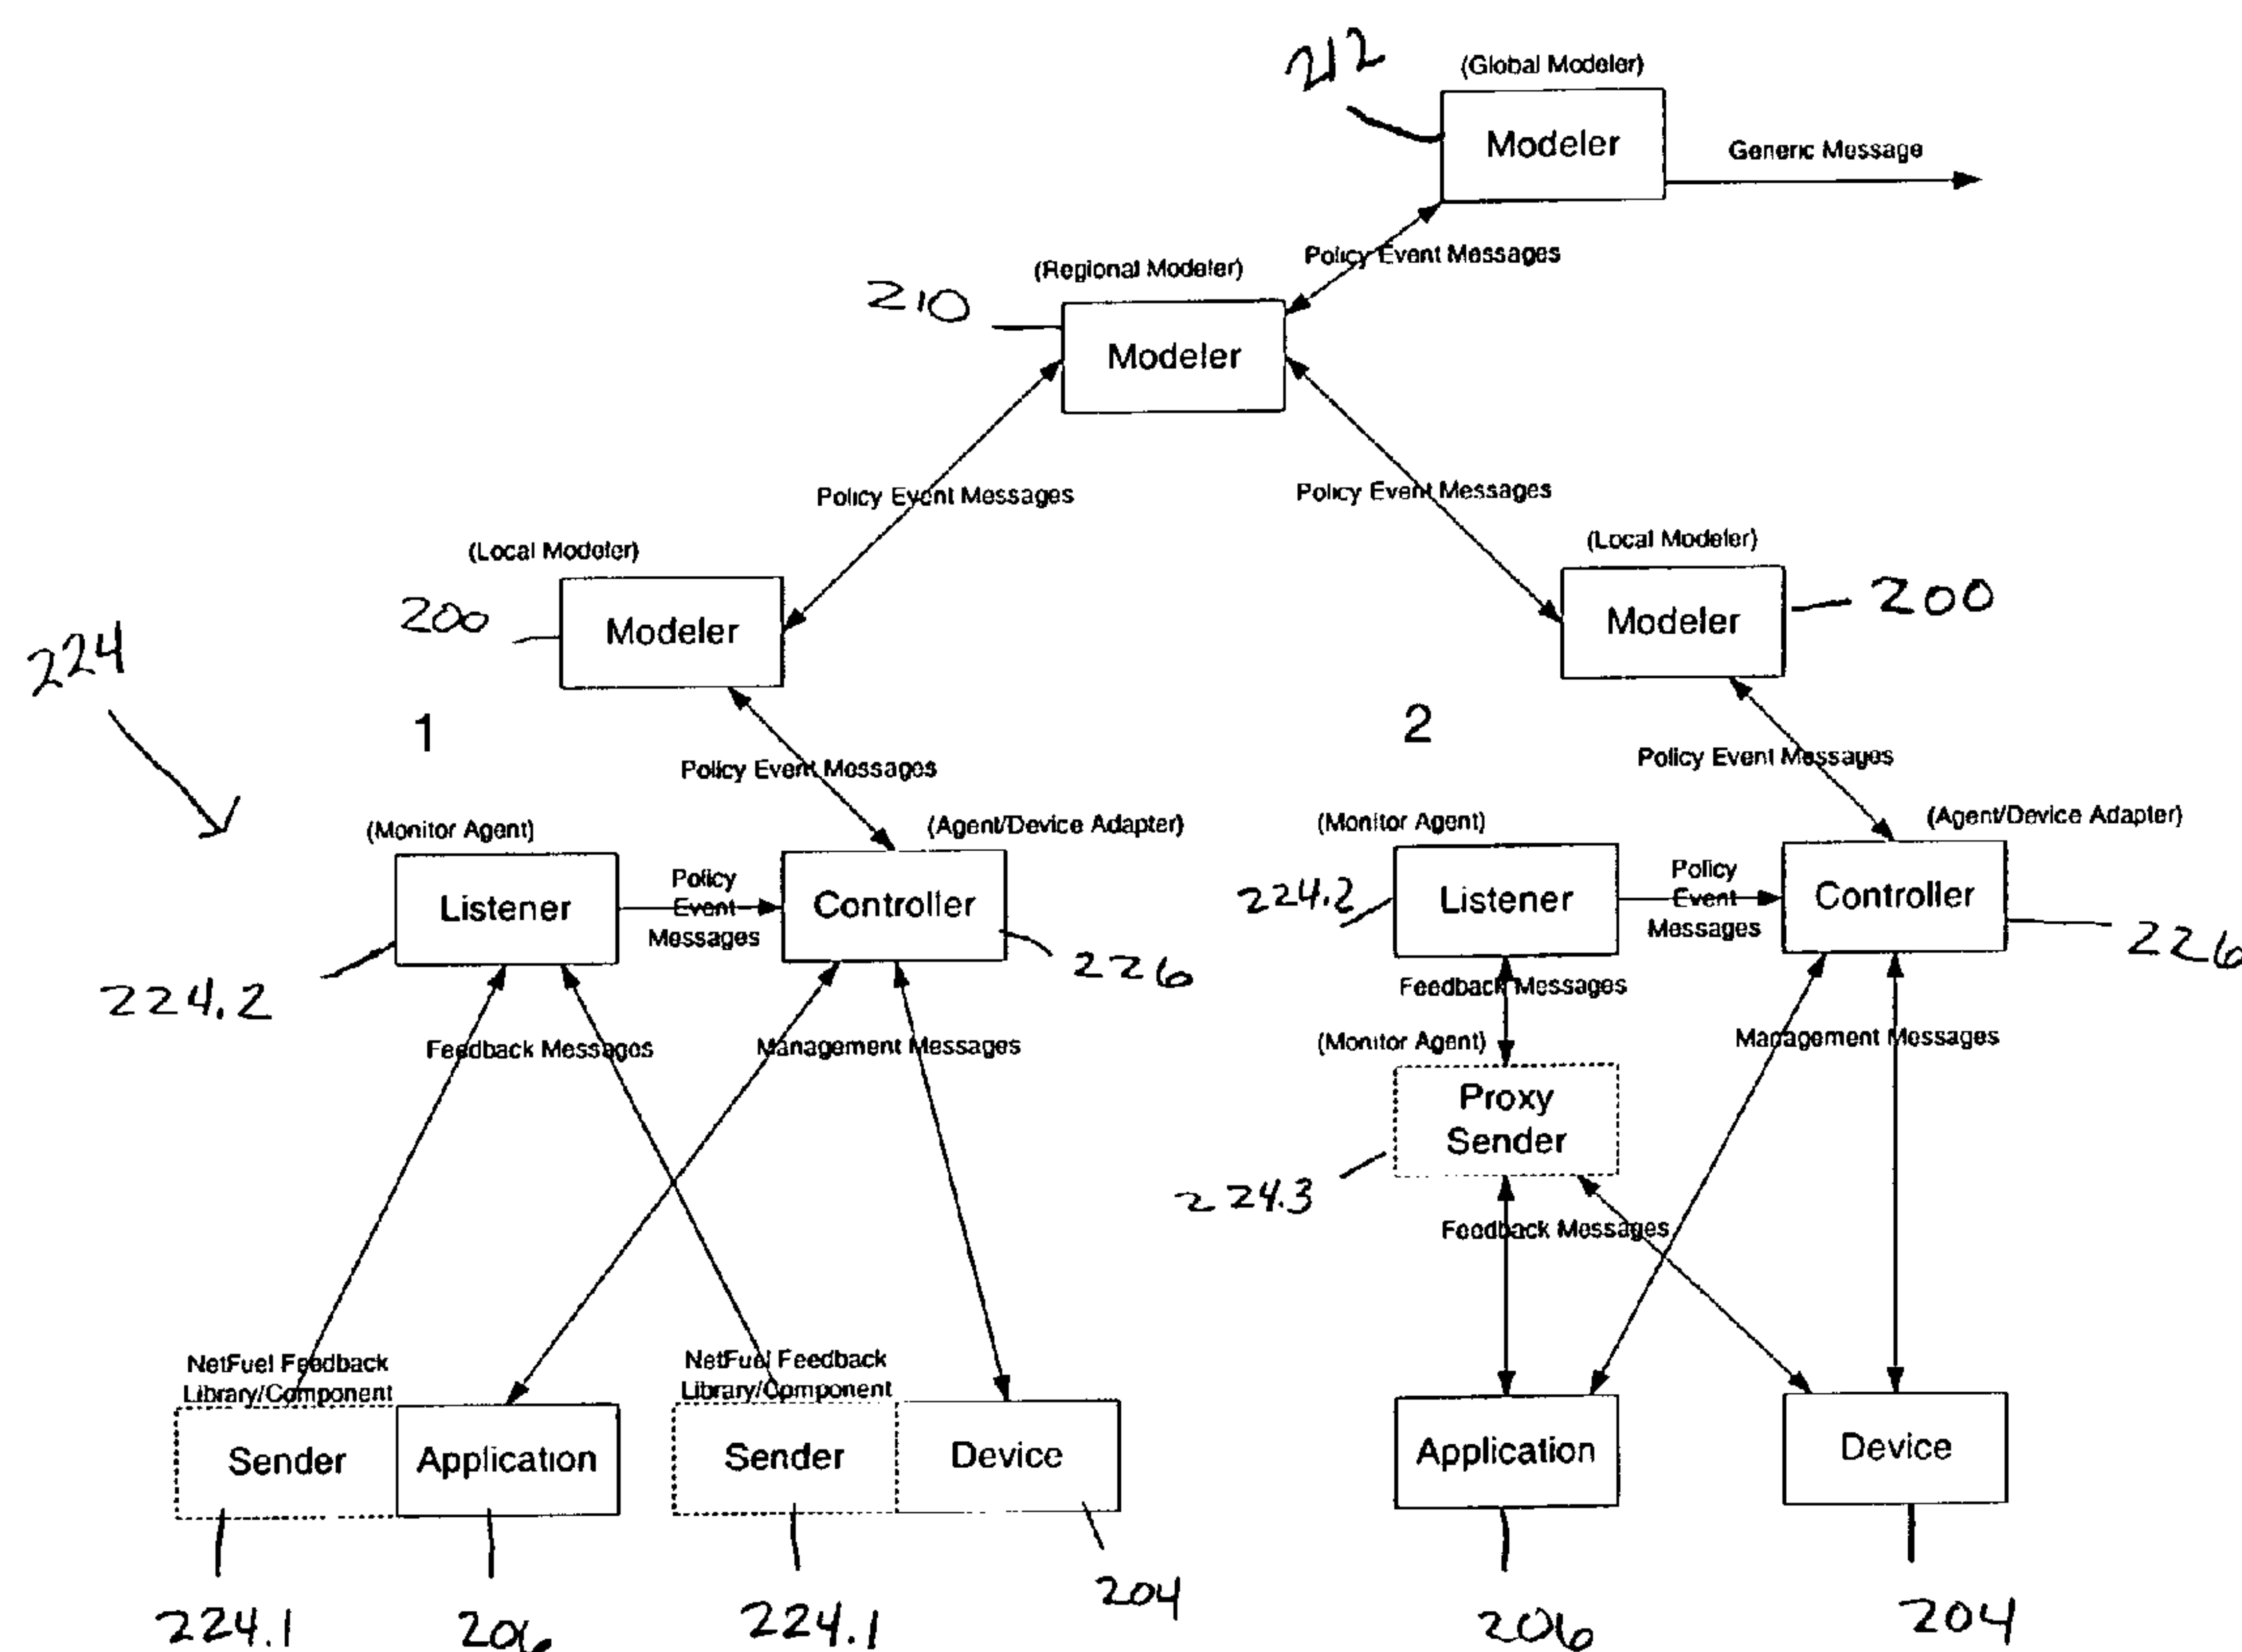 212
(Global Modeler)
Modeler
Generic Message
Policy Event Messages
(Regional Modeler)
210
Modeler
Policy Event Messages
Policy Event Messages
(Local Modeler)
200
Modeler
(Local Modeler)
Modeler
200
224
1
2
Policy Event Messages
Policy Event Messages
(Monitor Agent)
Listener
224.2
Policy
Event
Messages
(Agent/Device Adapter)
Controller
226
(Monitor Agent)
Listener
224.2
Policy
Event
Messages
(Agent/Device Adapter)
Controller
226
Feedback Messages
Management Messages
Feedback Messages
(Monitor Agent)
Proxy
Sender
224.3
Management Messages
Feedback Messages
NetFuel Feedback
Library/Component
Sender
Application
NetFuel Feedback
Library/Component
Sender
Device
Application
Device
224.1
206
224.1
204
206
204